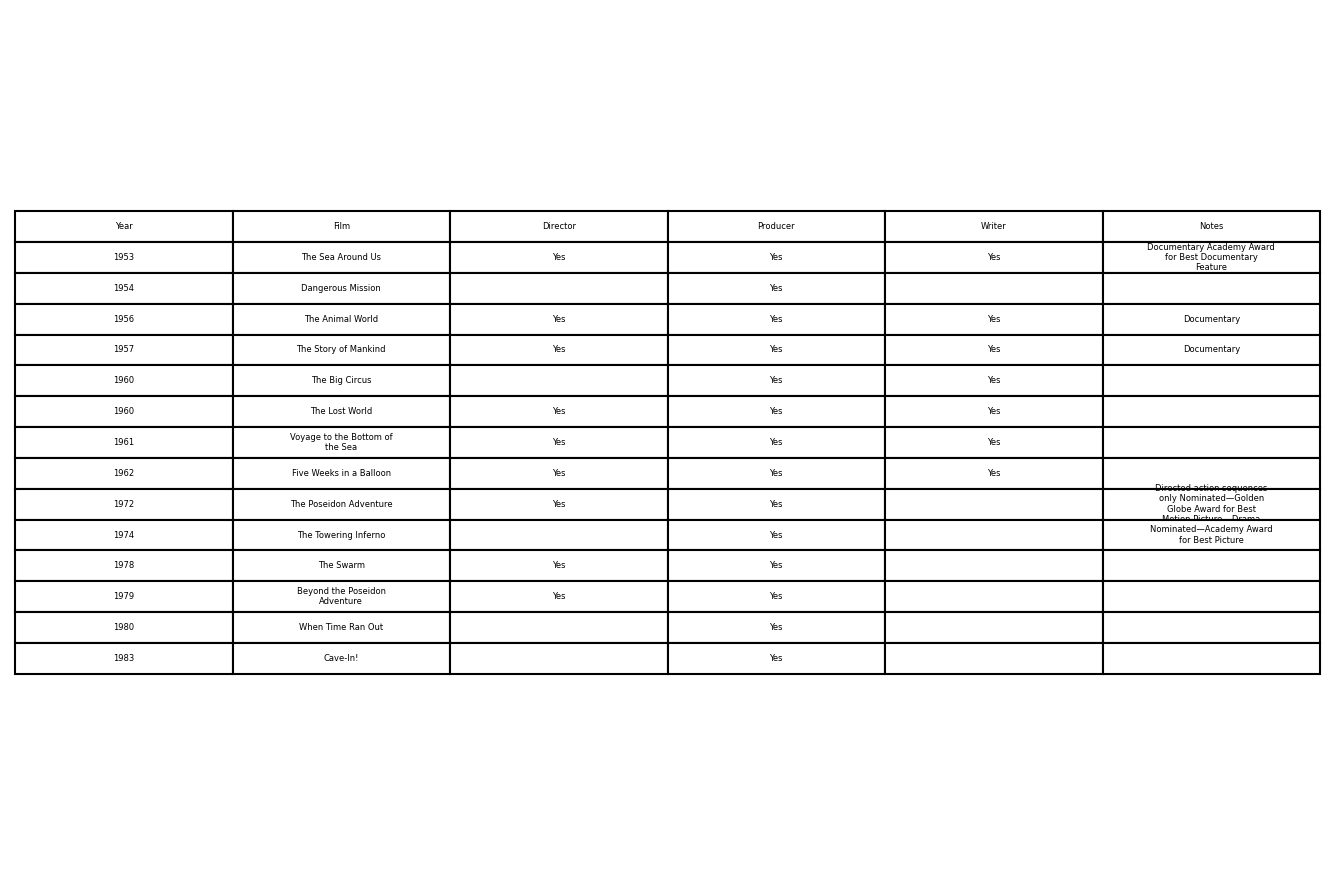 Year Film Director Producer Writer Notes
1953 The Sea Around Us Yes Yes Yes Documentary Academy Award
for Best Documentary
Feature
1954 Dangerous Mission Yes
1956 The Animal World Yes Yes Yes Documentary
1957 The Story of Mankind Yes Yes Yes Documentary
1960 The Big Circus Yes Yes
1960 The Lost World Yes Yes Yes
1961 Voyage to the Bottom of
the Sea Yes Yes Yes
1962 Five Weeks in a Balloon Yes Yes Yes
1972 The Poseidon Adventure Yes Yes Directed action sequences
only Nominated—Golden
Globe Award for Best
Motion Picture—Drama
1974 The Towering Inferno Yes Nominated—Academy Award
for Best Picture
1978 The Swarm Yes Yes
1979 Beyond the Poseidon
Adventure Yes Yes
1980 When Time Ran Out Yes
1983 Cave-In! Yes